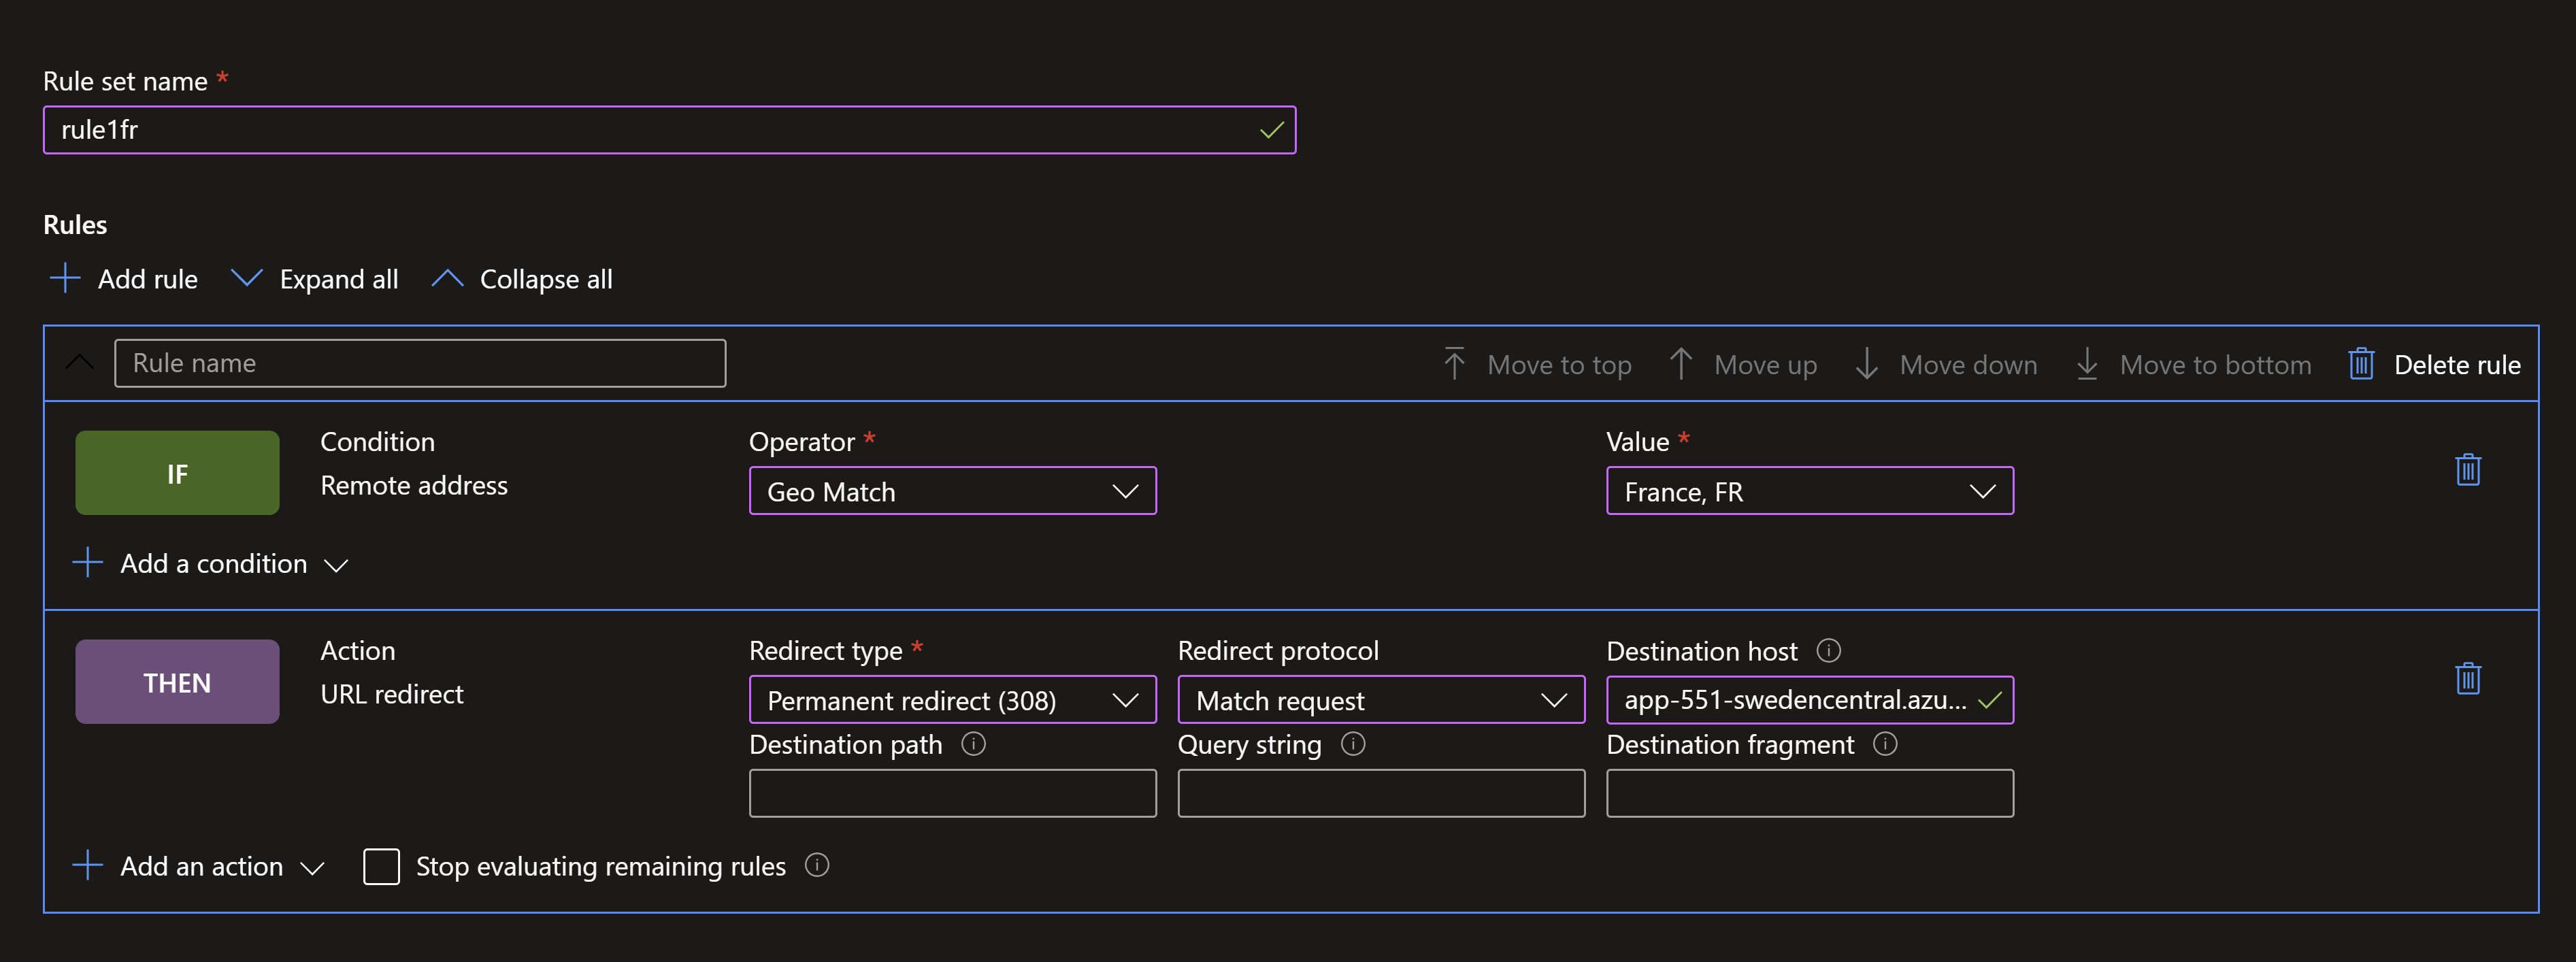 Rule set name *
rule1fr
Rules
Add rule Expand all Collapse all
Rule name Move to top Move up Move down Move to bottom Delete rule
Condition Operator * Value *
IF Remote address Geo Match France, FR
Add a condition
Action Redirect type * Redirect protocol Destination host
THEN URL redirect Permanent redirect (308) Match request app-551-swedencentral.azu...
Destination path Query string Destination fragment
Add an action Stop evaluating remaining rules